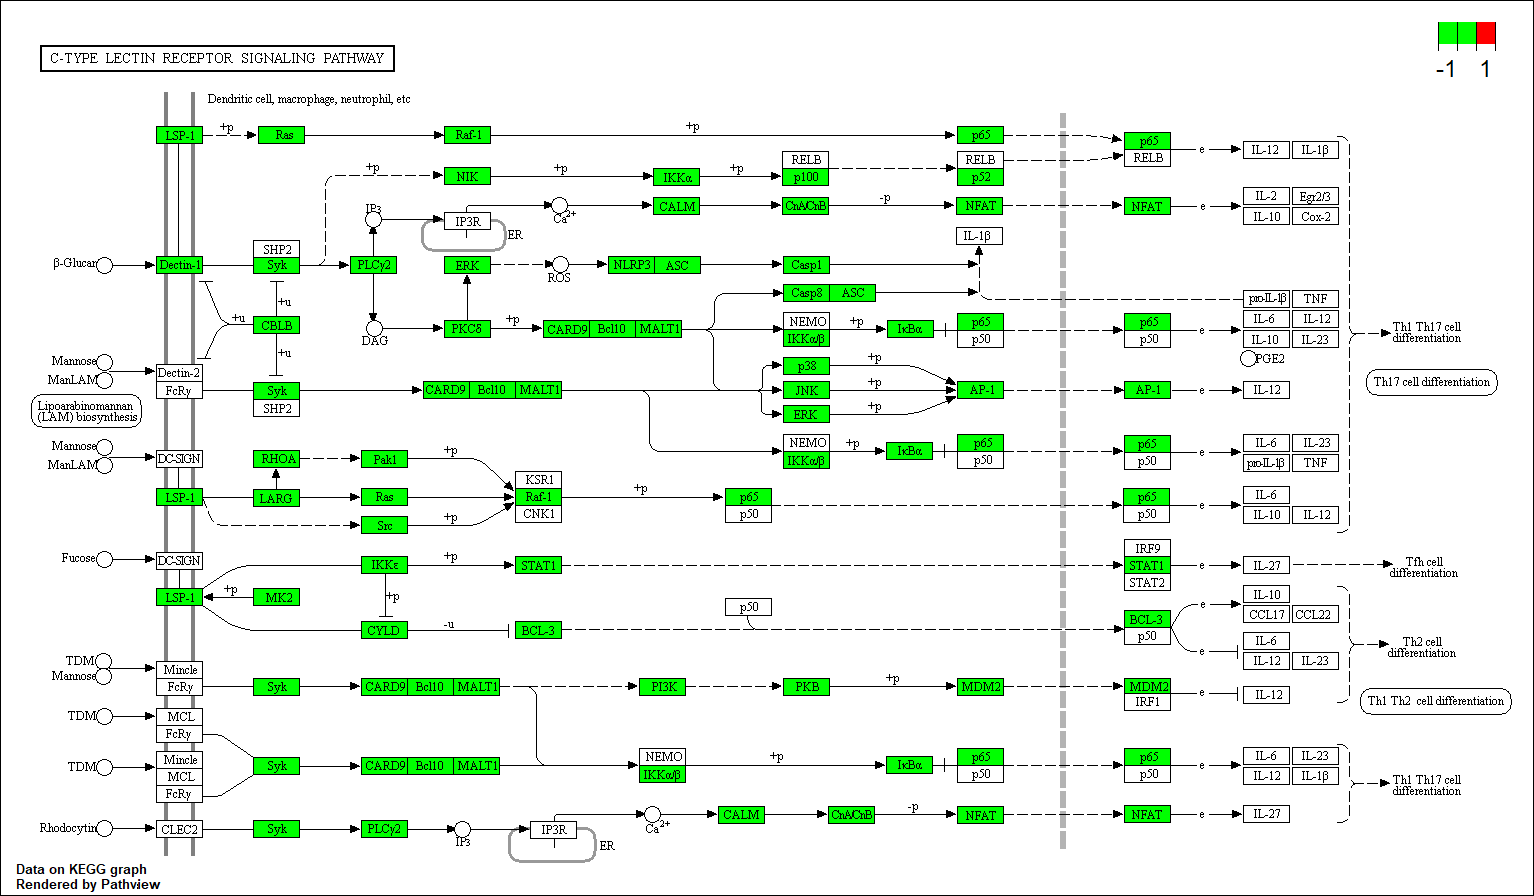 C-TYPE LECTIN RECEPTOR SIGNALING PATHWAY
-1 1
Dendritic cell, macrophage, neutrophil, etc
LSP-1 +p Ras Raf-1 +p p65 p65 e IL-12 IL-1β
RELB RELB RELB
+p NIK +p IKKα +p p100 p52
IP3 IP3R Ca2+ CALM CnA/CnB -p NFAT NFAT e IL-2 Egr2/3
IL-10 Cox-2
ER IL-1β
SHP2
β-Glucan Dectin-1 Syk PLCγ2 ERK ROS NLRP3 ASC Casp1
Casp8 ASC pro-IL-1β TNF
+u
+u CBLB DAG PKCδ +p CARD9 Bcl10 MALT1 NEMO +p IκBα p65 p65 e IL-6 IL-12 Th1 Th17 cell
IKKα/β p50 p50 IL-10 IL-23 differentiation
+u PGE2
Mannose p38 +p
ManLAM Dectin-2 Th17 cell differentiation
FcRγ Syk CARD9 Bcl10 MALT1 JNK +p AP-1 AP-1 e IL-12
Lipoarabinomannan SHP2 ERK +p
(LAM) biosynthesis
Mannose NEMO +p IκBα p65 p65 e IL-6 IL-23
ManLAM DC-SIGN RHOA Pak1 +p IKKα/β p50 p50 pro-IL-1β TNF
KSR1
LSP-1 LARG Ras Raf-1 +p p65 p65 e IL-6
CNK1 p50 p50 IL-10 IL-12
Src +p
IRF9
Fucose DC-SIGN IKKε +p STAT1 STAT1 e IL-27 Tfh cell
STAT2 differentiation
LSP-1 +p MK2 +p p50 e IL-10
CCL17 CCL22
CYLD -u BCL-3 BCL-3 IL-6 Th2 cell
p50 e IL-12 IL-23 differentiation
TDM Mincle
Mannose FcRγ Syk CARD9 Bcl10 MALT1 PI3K PKB +p MDM2 MDM2 e IL-12
IRF1 Th1 Th2 cell differentiation
TDM MCL
FcRγ
Mincle NEMO +p p65 p65 IL-6 IL-23
TDM MCL Syk CARD9 Bcl10 MALT1 IKKα/β IκBα p50 p50 e IL-12 IL-1β Th1 Th17 cell
FcRγ differentiation
Rhodocytin CLEC2 Syk PLCγ2 IP3 IP3R Ca2+ CALM CnA/CnB -p NFAT NFAT e IL-27
ER
Data on KEGG graph
Rendered by Pathview